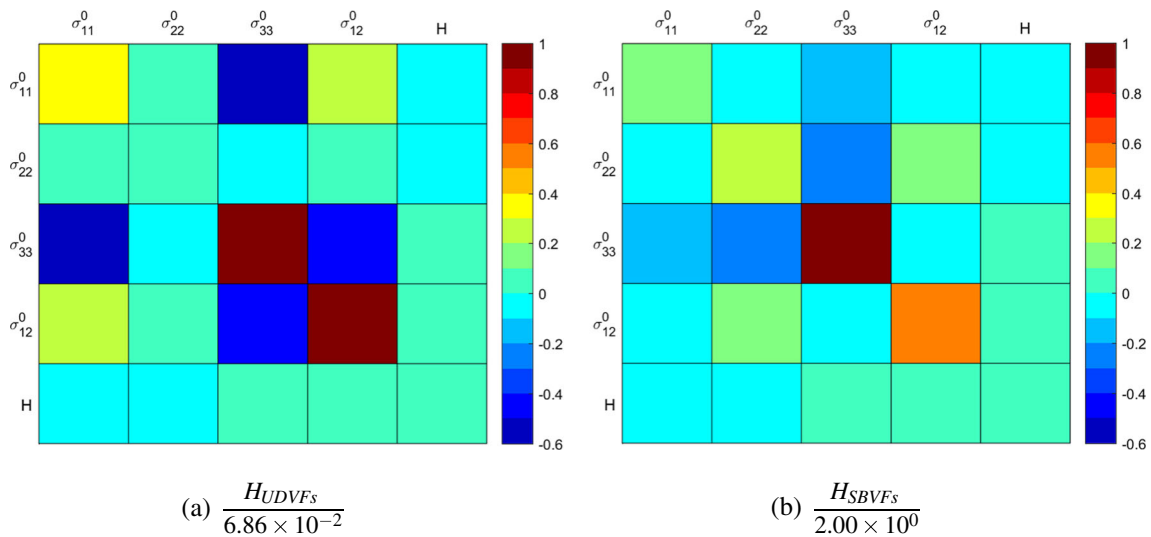 σ⁰₁₁ σ⁰₂₂ σ⁰₃₃ σ⁰₁₂ H
σ⁰₁₁
σ⁰₂₂
σ⁰₃₃
σ⁰₁₂
H
1
0.8
0.6
0.4
0.2
0
-0.2
-0.4
-0.6
(a) H_UDVFs / 6.86 × 10⁻²
σ⁰₁₁ σ⁰₂₂ σ⁰₃₃ σ⁰₁₂ H
σ⁰₁₁
σ⁰₂₂
σ⁰₃₃
σ⁰₁₂
H
1
0.8
0.6
0.4
0.2
0
-0.2
-0.4
-0.6
(b) H_SBVFs / 2.00 × 10⁰